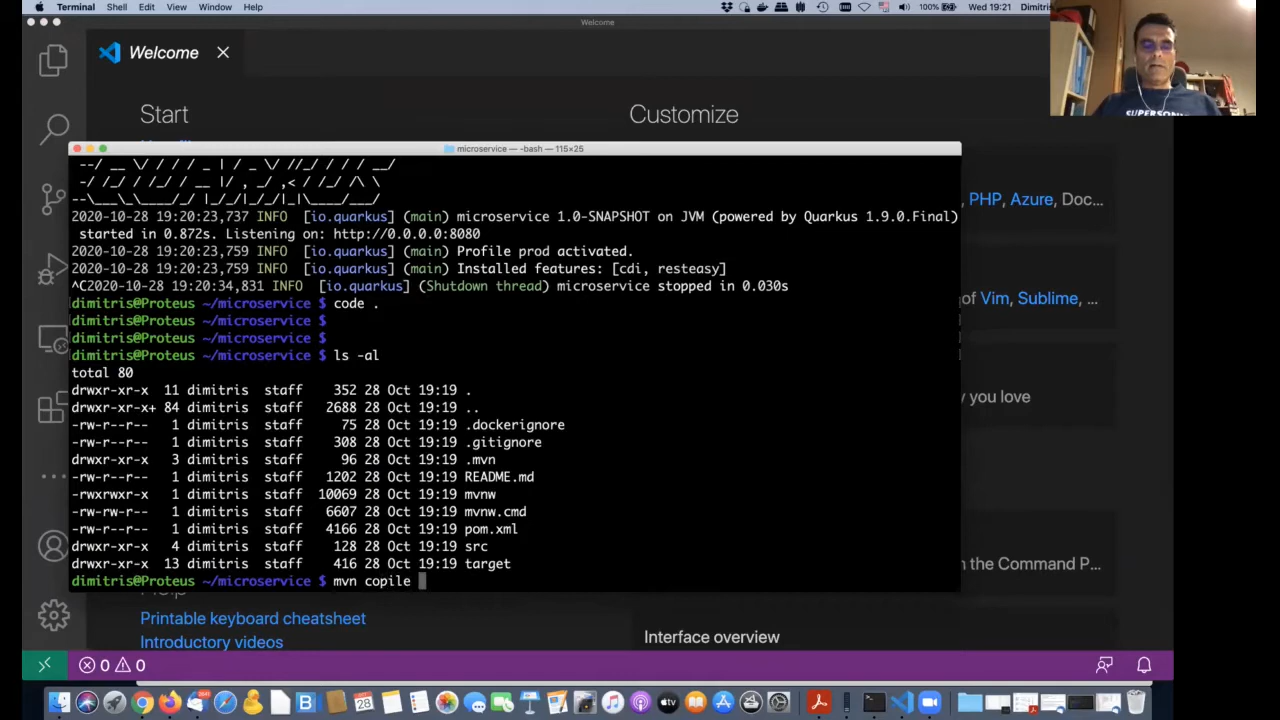 Terminal Shell Edit View Window Help 100% Wed 19:21 Dimitris
Welcome
Welcome
Start
Customize
microservice — -bash — 115×25
2020-10-28 19:20:23,737 INFO [io.quarkus] (main) microservice 1.0-SNAPSHOT on JVM (powered by Quarkus 1.9.0.Final)
started in 0.872s. Listening on: http://0.0.0.0:8080
2020-10-28 19:20:23,759 INFO [io.quarkus] (main) Profile prod activated.
2020-10-28 19:20:23,759 INFO [io.quarkus] (main) Installed features: [cdi, resteasy]
^C2020-10-28 19:20:34,831 INFO [io.quarkus] (Shutdown thread) microservice stopped in 0.030s
dimitris@Proteus ~/microservice $ code .
dimitris@Proteus ~/microservice $
dimitris@Proteus ~/microservice $
dimitris@Proteus ~/microservice $ ls -al
total 80
drwxr-xr-x 11 dimitris staff 352 28 Oct 19:19 .
drwxr-xr-x+ 84 dimitris staff 2688 28 Oct 19:19 ..
-rw-r--r-- 1 dimitris staff 75 28 Oct 19:19 .dockerignore
-rw-r--r-- 1 dimitris staff 308 28 Oct 19:19 .gitignore
drwxr-xr-x 3 dimitris staff 96 28 Oct 19:19 .mvn
-rw-r--r-- 1 dimitris staff 1202 28 Oct 19:19 README.md
-rwxrwxr-x 1 dimitris staff 10069 28 Oct 19:19 mvnw
-rw-r--r-- 1 dimitris staff 6607 28 Oct 19:19 mvnw.cmd
-rw-r--r-- 1 dimitris staff 4166 28 Oct 19:19 pom.xml
drwxr-xr-x 4 dimitris staff 128 28 Oct 19:19 src
drwxr-xr-x 13 dimitris staff 416 28 Oct 19:19 target
dimitris@Proteus ~/microservice $ mvn copile
, PHP, Azure, Doc...
of Vim, Sublime, ...
y you love
n the Command P...
Printable keyboard cheatsheet
Introductory videos
Interface overview
0 0
SUPERSONI